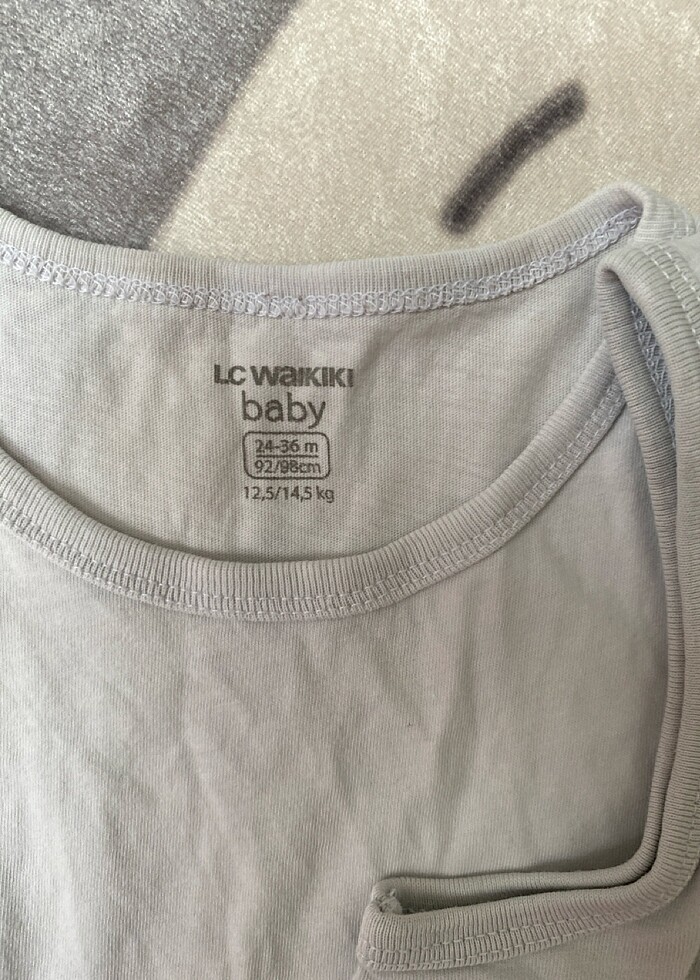 LC WAIKIKI
baby
24-36 m
92/98cm
12,5/14,5 kg